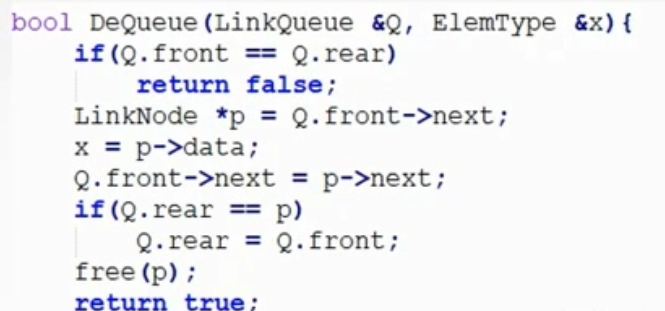 bool DeQueue(LinkQueue &Q, ElemType &x){
if(Q.front == Q.rear)
return false;
LinkNode *p = Q.front->next;
x = p->data;
Q.front->next = p->next;
if(Q.rear == p)
Q.rear = Q.front;
free(p);
return true;